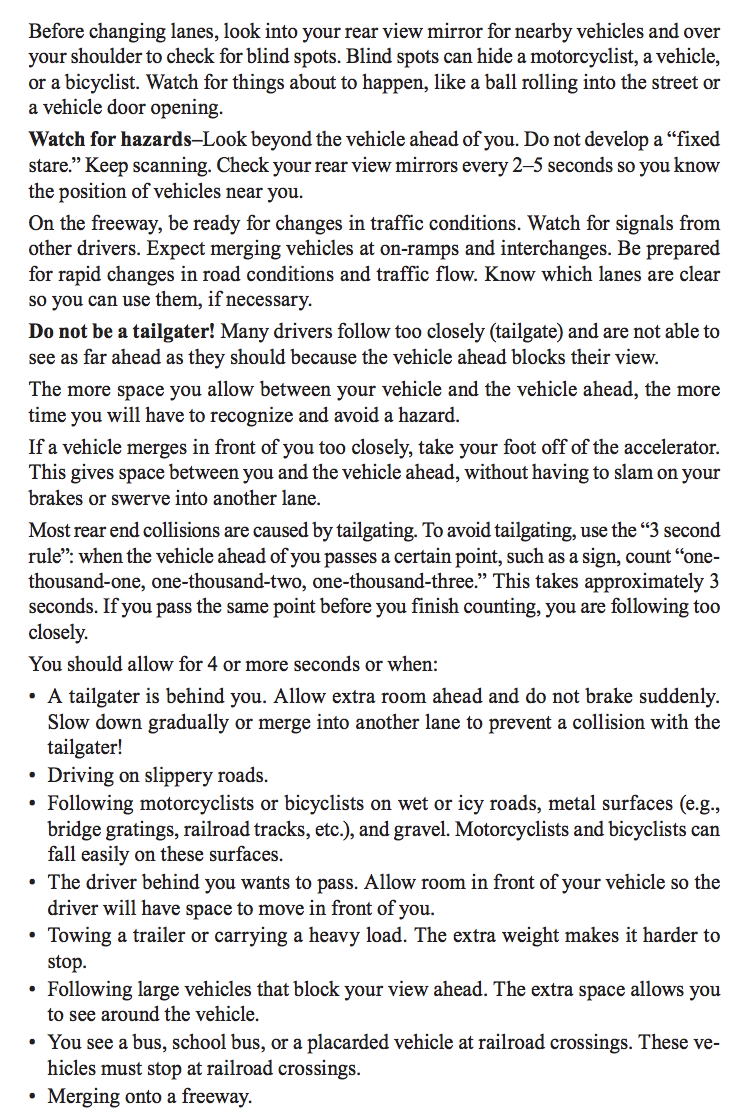 Before changing lanes, look into your rear view mirror for nearby vehicles and over
your shoulder to check for blind spots. Blind spots can hide a motorcyclist, a vehicle,
or a bicyclist. Watch for things about to happen, like a ball rolling into the street or
a vehicle door opening.
Watch for hazards–Look beyond the vehicle ahead of you. Do not develop a “fixed
stare.” Keep scanning. Check your rear view mirrors every 2–5 seconds so you know
the position of vehicles near you.
On the freeway, be ready for changes in traffic conditions. Watch for signals from
other drivers. Expect merging vehicles at on-ramps and interchanges. Be prepared
for rapid changes in road conditions and traffic flow. Know which lanes are clear
so you can use them, if necessary.
Do not be a tailgater! Many drivers follow too closely (tailgate) and are not able to
see as far ahead as they should because the vehicle ahead blocks their view.
The more space you allow between your vehicle and the vehicle ahead, the more
time you will have to recognize and avoid a hazard.
If a vehicle merges in front of you too closely, take your foot off of the accelerator.
This gives space between you and the vehicle ahead, without having to slam on your
brakes or swerve into another lane.
Most rear end collisions are caused by tailgating. To avoid tailgating, use the “3 second
rule”: when the vehicle ahead of you passes a certain point, such as a sign, count “one-
thousand-one, one-thousand-two, one-thousand-three.” This takes approximately 3
seconds. If you pass the same point before you finish counting, you are following too
closely.
You should allow for 4 or more seconds or when:
• A tailgater is behind you. Allow extra room ahead and do not brake suddenly.
Slow down gradually or merge into another lane to prevent a collision with the
tailgater!
• Driving on slippery roads.
• Following motorcyclists or bicyclists on wet or icy roads, metal surfaces (e.g.,
bridge gratings, railroad tracks, etc.), and gravel. Motorcyclists and bicyclists can
fall easily on these surfaces.
• The driver behind you wants to pass. Allow room in front of your vehicle so the
driver will have space to move in front of you.
• Towing a trailer or carrying a heavy load. The extra weight makes it harder to
stop.
• Following large vehicles that block your view ahead. The extra space allows you
to see around the vehicle.
• You see a bus, school bus, or a placarded vehicle at railroad crossings. These ve-
hicles must stop at railroad crossings.
• Merging onto a freeway.